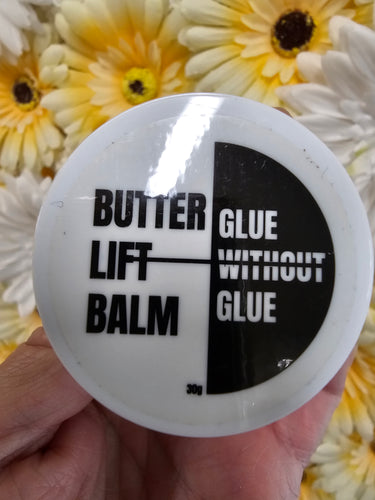 BUTTER
LIFT
BALM
30g
GLUE
WITHOUT
GLUE